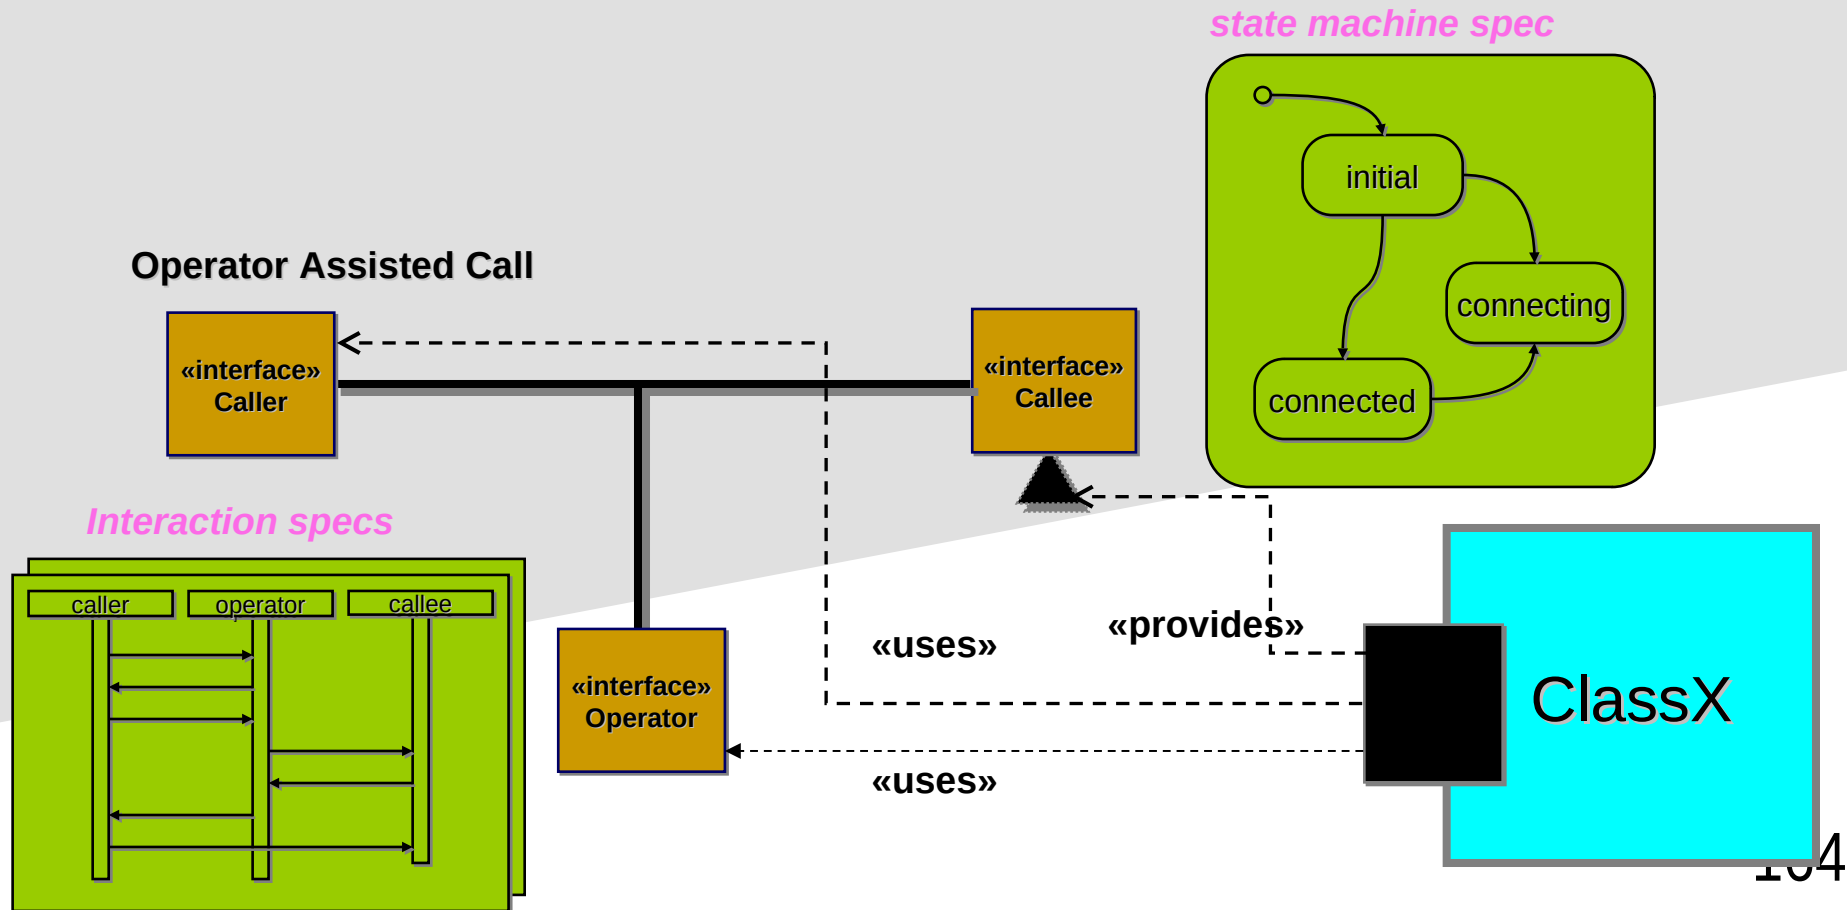 state machine spec
initial
connecting
connected
Operator Assisted Call
«interface»
Caller
«interface»
Callee
Interaction specs
caller
operator
callee
«interface»
Operator
«uses»
«provides»
«uses»
ClassX